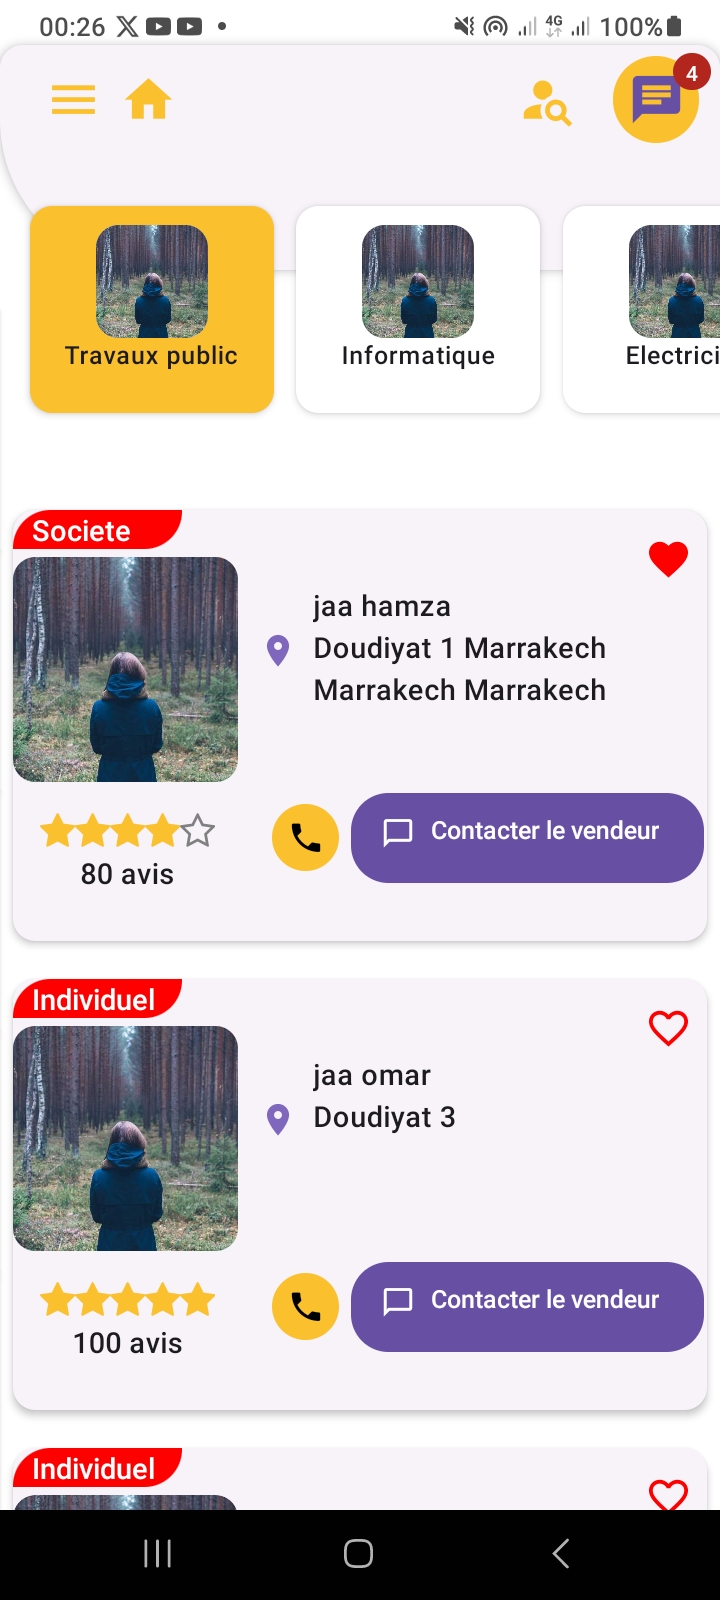 00:26
4G
100%
4
Travaux public
Informatique
Electrici
Societe
jaa hamza
Doudiyat 1 Marrakech
Marrakech Marrakech
80 avis
Contacter le vendeur
Individuel
jaa omar
Doudiyat 3
100 avis
Contacter le vendeur
Individuel